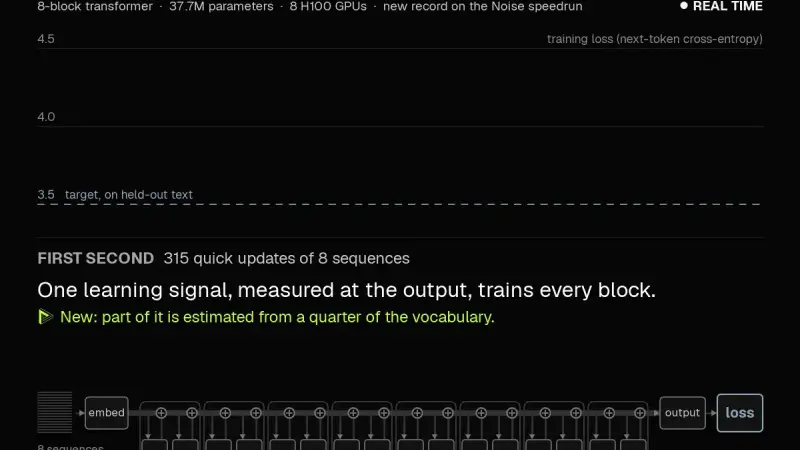 8-block transformer · 37.7M parameters · 8 H100 GPUs · new record on the Noise speedrun ● REAL TIME
4.5 training loss (next-token cross-entropy)
4.0
3.5 target, on held-out text
FIRST SECOND 315 quick updates of 8 sequences
One learning signal, measured at the output, trains every block.
New: part of it is estimated from a quarter of the vocabulary.
embed output loss
8 sequences